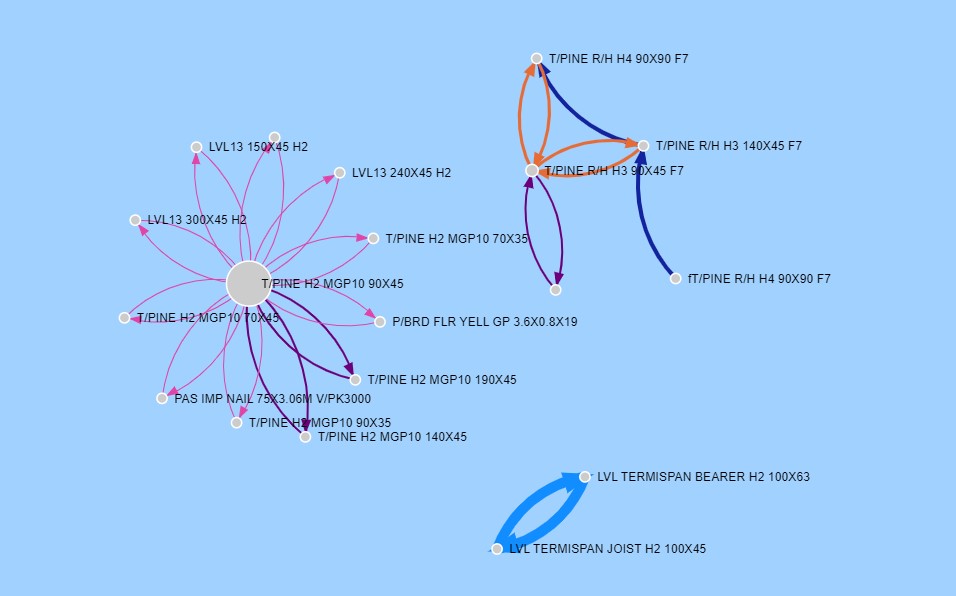 T/PINE R/H H4 90X90 F7
LVL13 150X45 H2
T/PINE R/H H3 140X45 F7
LVL13 240X45 H2
T/PINE R/H H3 90X45 F7
LVL13 300X45 H2
T/PINE H2 MGP10 70X35
fT/PINE R/H H4 90X90 F7
T/PINE H2 MGP10 90X45
T/PINE H2 MGP10 70X45
P/BRD FLR YELL GP 3.6X0.8X19
T/PINE H2 MGP10 190X45
PAS IMP NAIL 75X3.06M V/PK3000
T/PINE H2 MGP10 90X35
T/PINE H2 MGP10 140X45
LVL TERMISPAN BEARER H2 100X63
LVL TERMISPAN JOIST H2 100X45